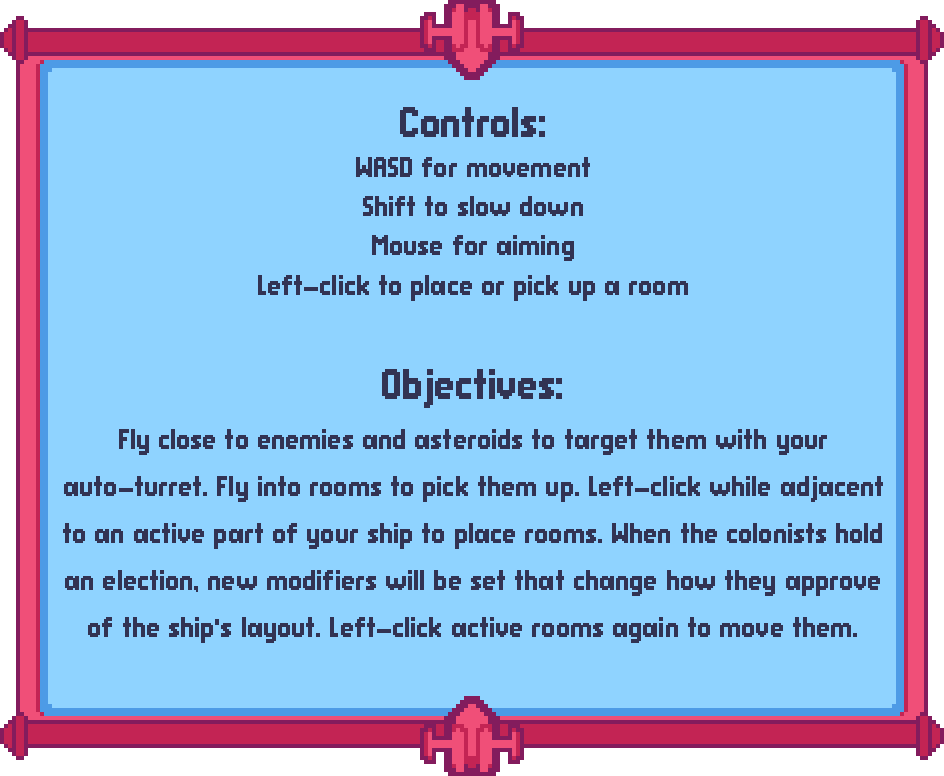 Controls:
WASD for movement
Shift to slow down
Mouse for aiming
Left-click to place or pick up a room
Objectives:
Fly close to enemies and asteroids to target them with your
auto-turret. Fly into rooms to pick them up. Left-click while adjacent
to an active part of your ship to place rooms. When the colonists hold
an election, new modifiers will be set that change how they approve
of the ship's layout. Left-click active rooms again to move them.